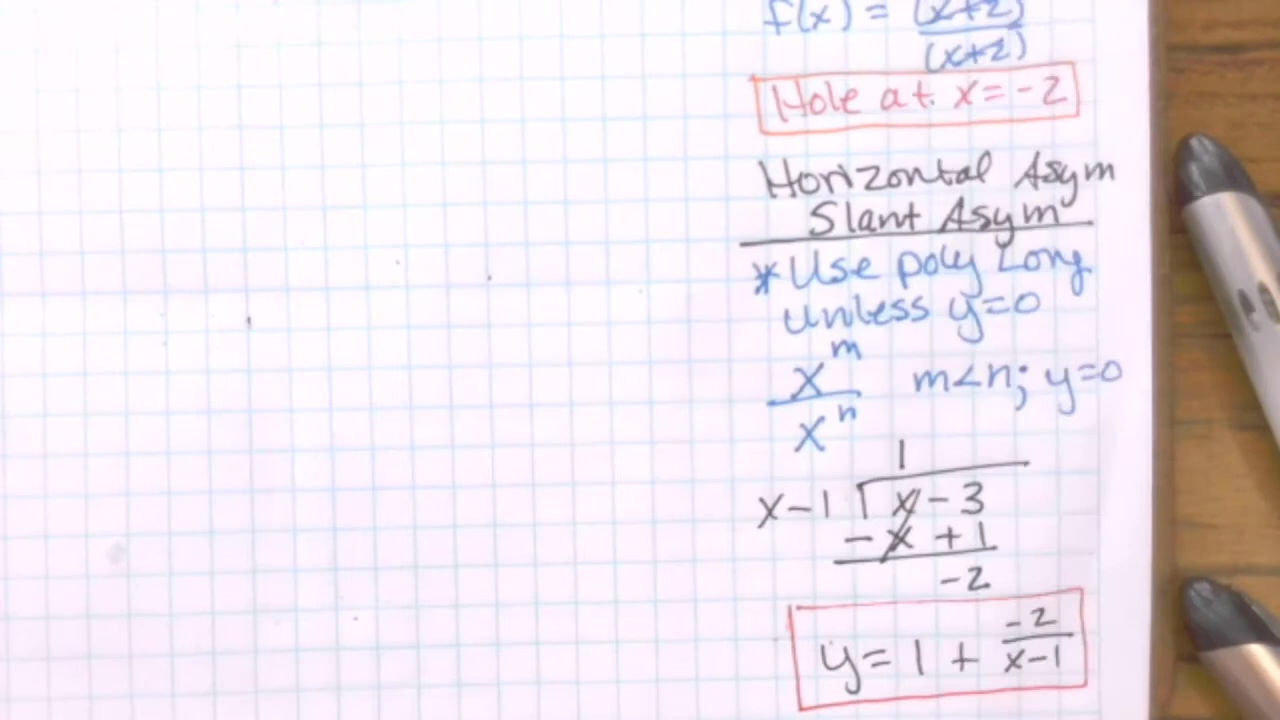 f(x) = (x+2)
(x+2)
Hole at x=-2
Horizontal Asym
Slant Asym
*Use poly Long
unless y=0
x^m
x^n
m<n; y=0
1
x-1 x-3
-x+1
-2
y= 1 + -2
x-1